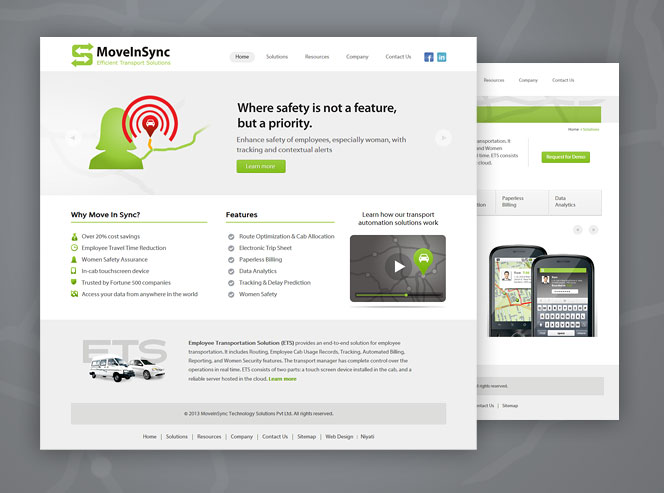 MoveInSync
Efficient Transport Solutions
Home Solutions Resources Company Contact Us
Where safety is not a feature,
but a priority.
Enhance safety of employees, especially woman, with
tracking and contextual alerts
Learn more
Why Move In Sync?
Over 20% cost savings
Employee Travel Time Reduction
Women Safety Assurance
In-cab touchscreen device
Trusted by Fortune 500 companies
Access your data from anywhere in the world
Features
Route Optimization & Cab Allocation
Electronic Trip Sheet
Paperless Billing
Data Analytics
Tracking & Delay Prediction
Women Safety
Learn how our transport
automation solutions work
ETS
Employee Transportation Solution (ETS) provides an end-to-end solution for employee
transportation. It includes Routing, Employee Cab Usage Records, Tracking, Automated Billing,
Reporting, and Women Security features. The transport manager has complete control over the
operations in real time. ETS consists of two parts: a touch screen device installed in the cab, and a
reliable server hosted in the cloud. Learn more
© 2013 MoveInSync Technology Solutions Pvt Ltd. All rights reserved.
Home | Solutions | Resources | Company | Contact Us | Sitemap | Web Design : Niyati
Resources Company Contact Us
Home / Solutions
nsportation. It
and Women
time. ETS consists
cloud.
Request for Demo
tion
Paperless
Billing
Data
Analytics
rights reserved.
tact Us | Sitemap